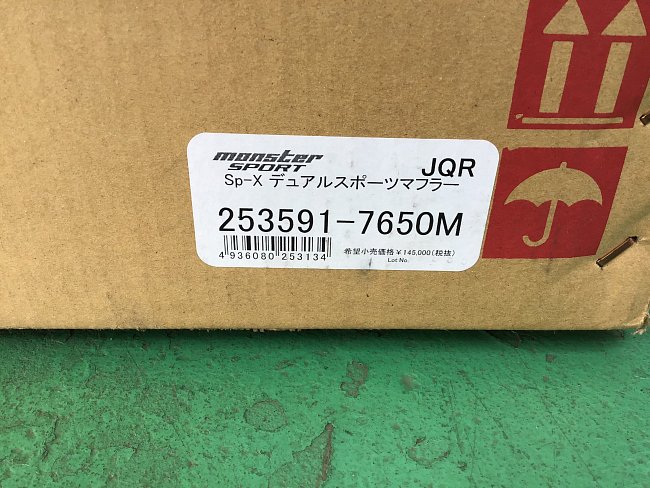 monster
SPORT
JQR
Sp-X デュアルスポーツマフラー
253591-7650M
4 936080 253134
希望小売価格￥145,000(税抜)
Lot No.